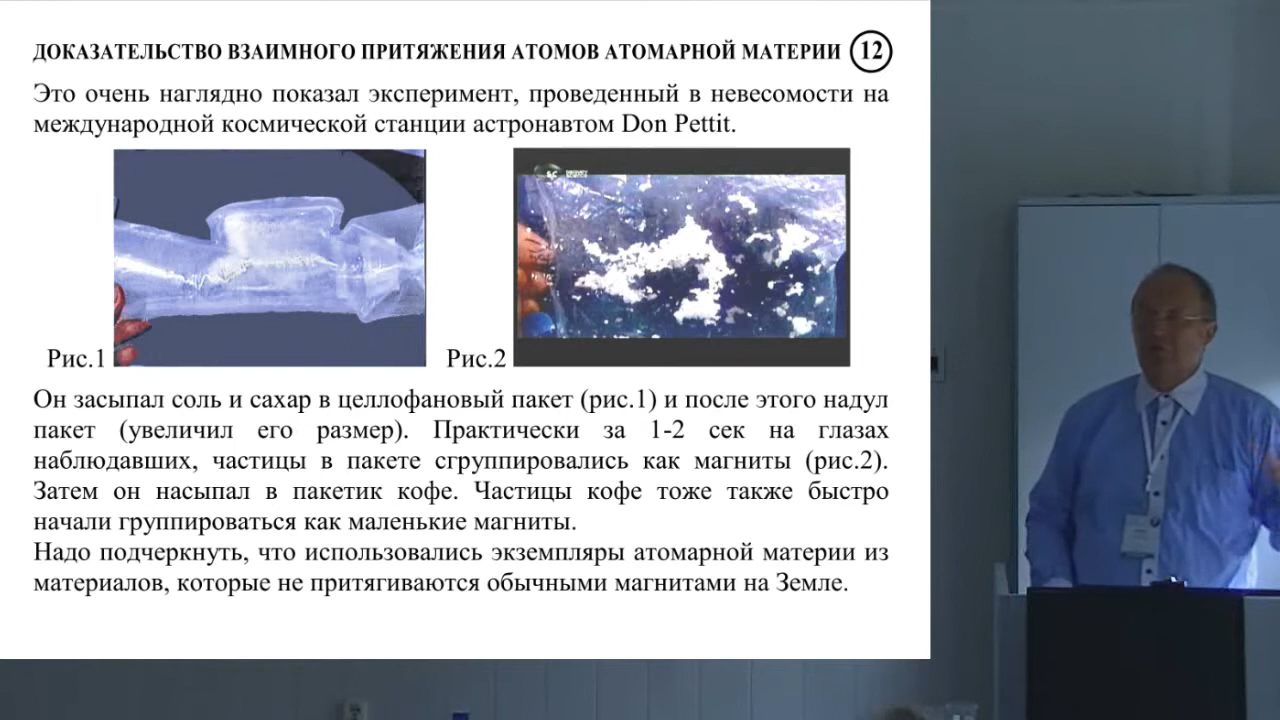 ДОКАЗАТЕЛЬСТВО ВЗАИМНОГО ПРИТЯЖЕНИЯ АТОМОВ АТОМАРНОЙ МАТЕРИИ 12
Это очень наглядно показал эксперимент, проведенный в невесомости на
международной космической станции астронавтом Don Pettit.
Рис.1 Рис.2
Он засыпал соль и сахар в целлофановый пакет (рис.1) и после этого надул
пакет (увеличил его размер). Практически за 1-2 сек на глазах
наблюдавших, частицы в пакете сгруппировались как магниты (рис.2).
Затем он насыпал в пакетик кофе. Частицы кофе тоже также быстро
начали группироваться как маленькие магниты.
Надо подчеркнуть, что использовались экземпляры атомарной материи из
материалов, которые не притягиваются обычными магнитами на Земле.